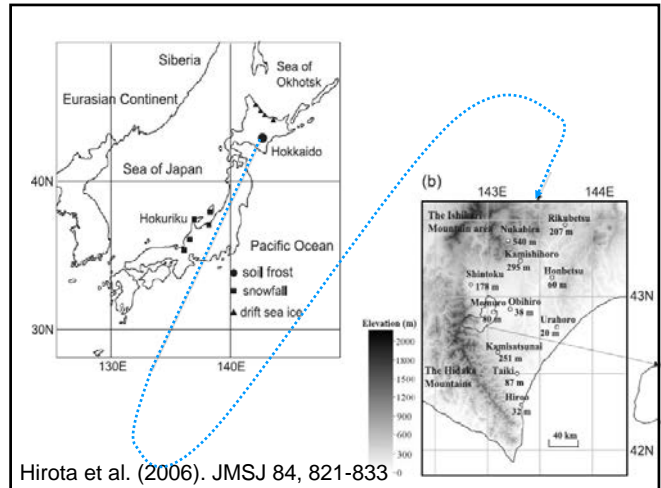 Siberia
Sea of
Okhotsk
Eurasian Continent
Hokkaido
Sea of Japan
40N
Hokuriku
Pacific Ocean
soil frost
snowfall
drift sea ice
30N
130E
140E
(b)
143E
144E
The Ishikari
Mountain area
Nukabira
540 m
Rikubetsu
207 m
Kamishihoro
295 m
Honbetsu
60 m
Shintoku
178 m
43N
Memuro
80 m
Obihiro
38 m
Urahoro
20 m
Kamisatsunai
251 m
The Hidaka
Mountains
Taiki
87 m
Hiroo
32 m
40 km
42N
Elevation (m)
2100
1800
1500
1200
900
600
300
0
Hirota et al. (2006). JMSJ 84, 821-833